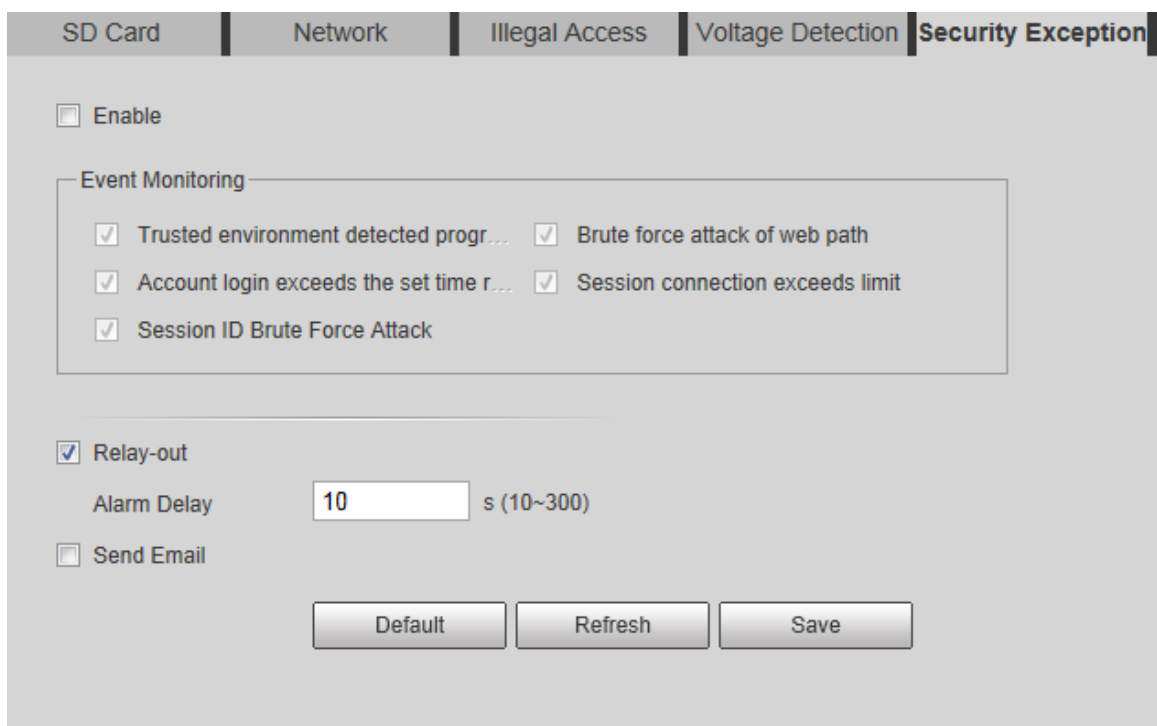 SD Card Network Illegal Access Voltage Detection Security Exception
Enable
Event Monitoring
Trusted environment detected progr... Brute force attack of web path
Account login exceeds the set time r... Session connection exceeds limit
Session ID Brute Force Attack
Relay-out
Alarm Delay 10 s (10~300)
Send Email
Default Refresh Save